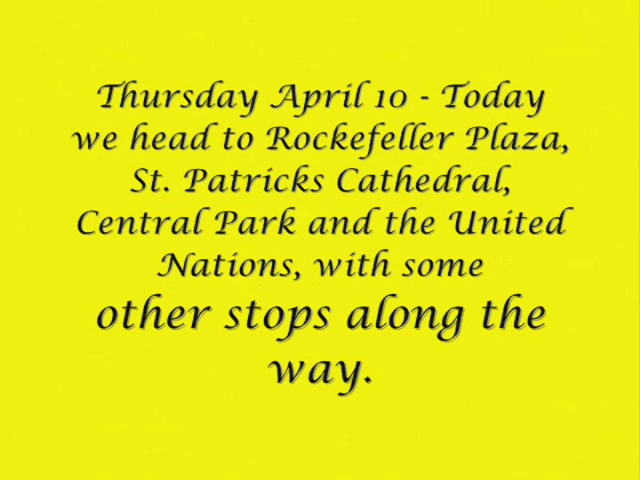 Thursday April 10 - Today
we head to Rockefeller Plaza,
St. Patricks Cathedral,
Central Park and the United
Nations, with some
other stops along the
way.